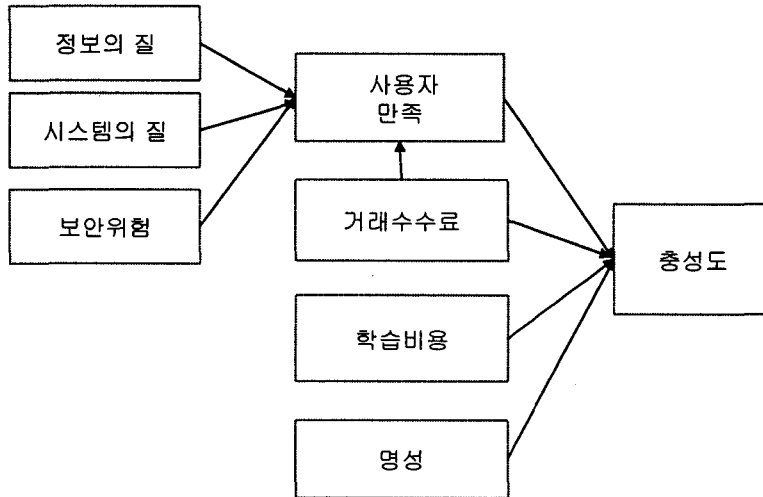 정보의 질
시스템의 질
보안위험
사용자
만족
거래수수료
학습비용
명성
충성도